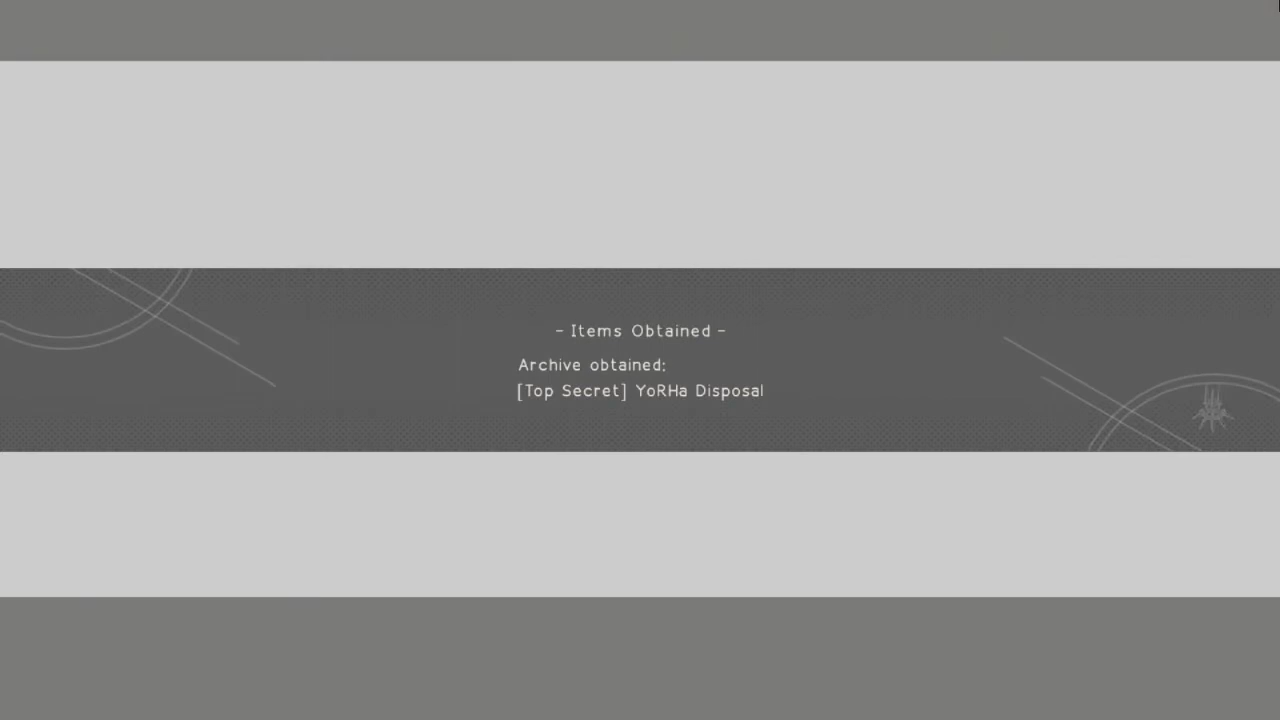 - Items Obtained -
Archive obtained:
[Top Secret] YoRHa Disposal